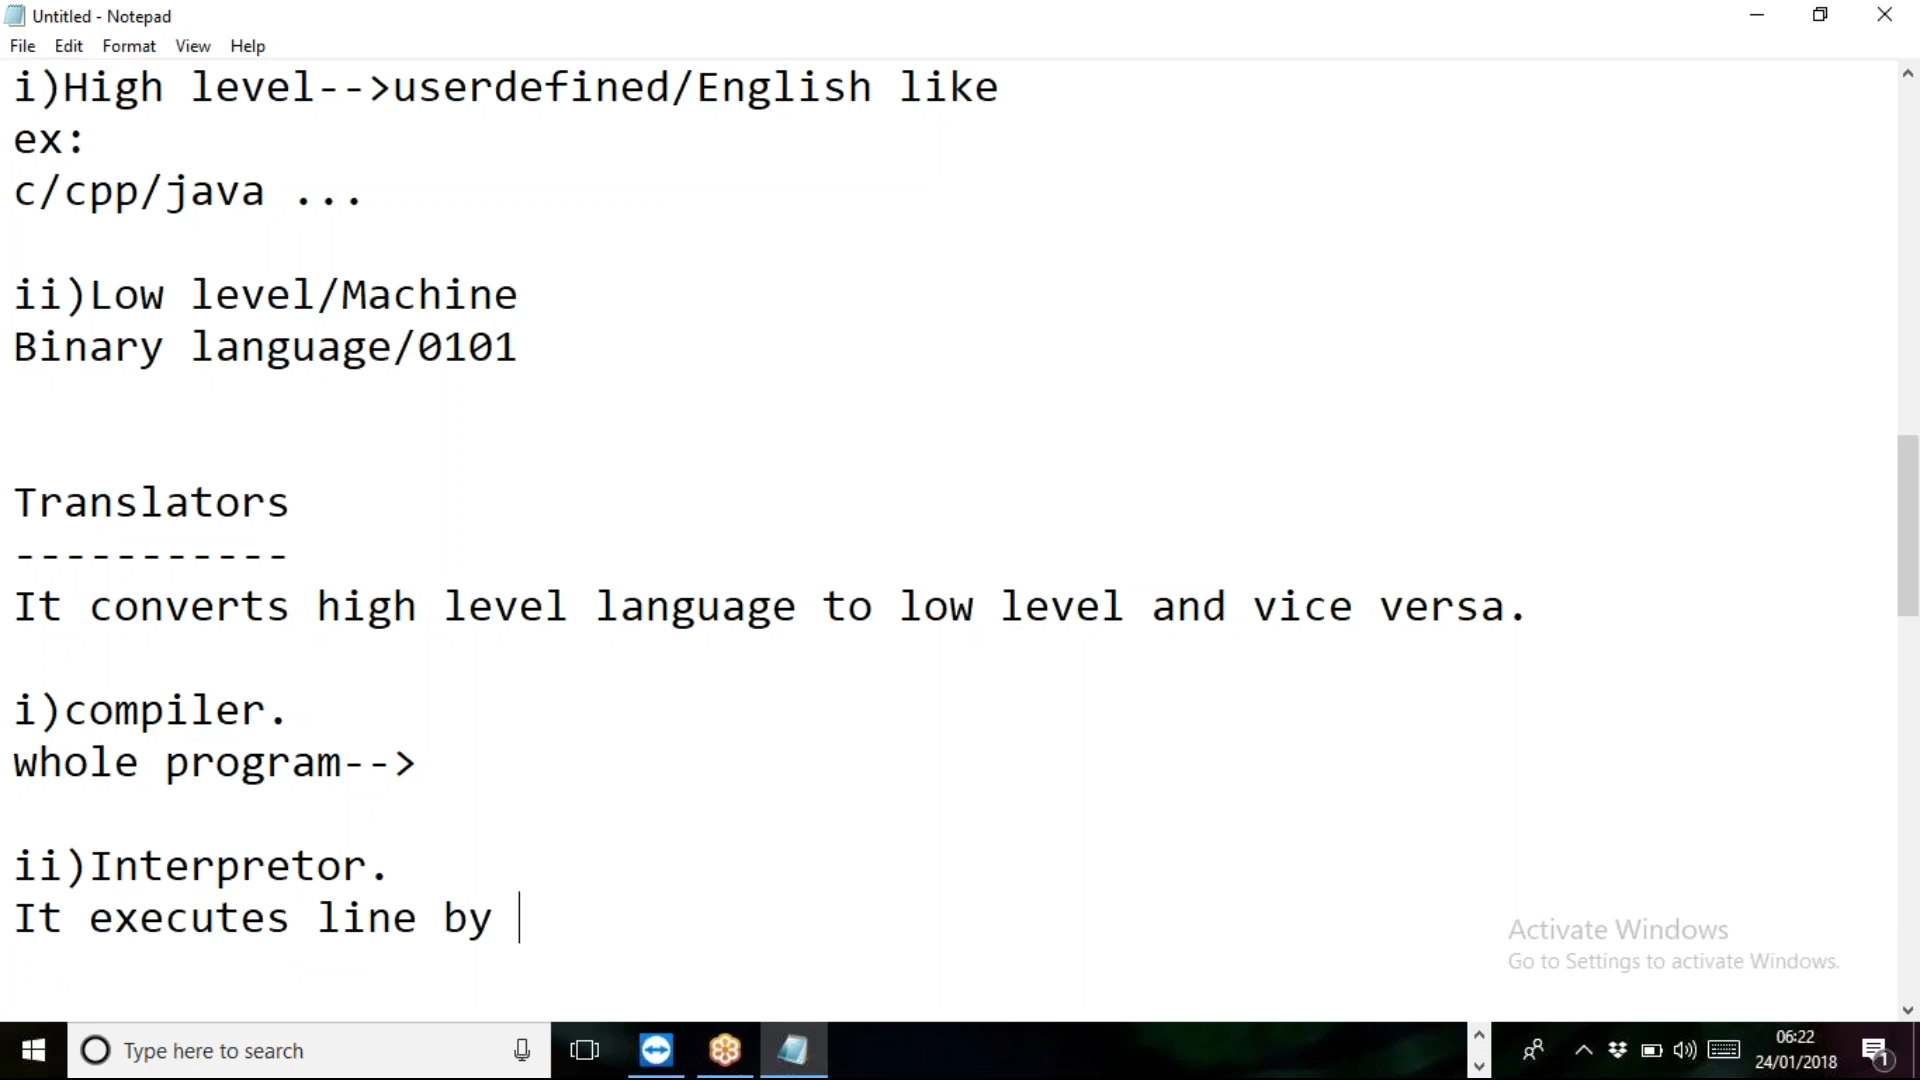 Untitled - Notepad
File Edit Format View Help
i)High level-->userdefined/English like
ex:
c/cpp/java ...
ii)Low level/Machine
Binary language/0101
Translators
-----------
It converts high level language to low level and vice versa.
i)compiler.
whole program-->
ii)Interpretor.
It executes line by
Activate Windows
Go to Settings to activate Windows.
Type here to search
06:22
24/01/2018
1